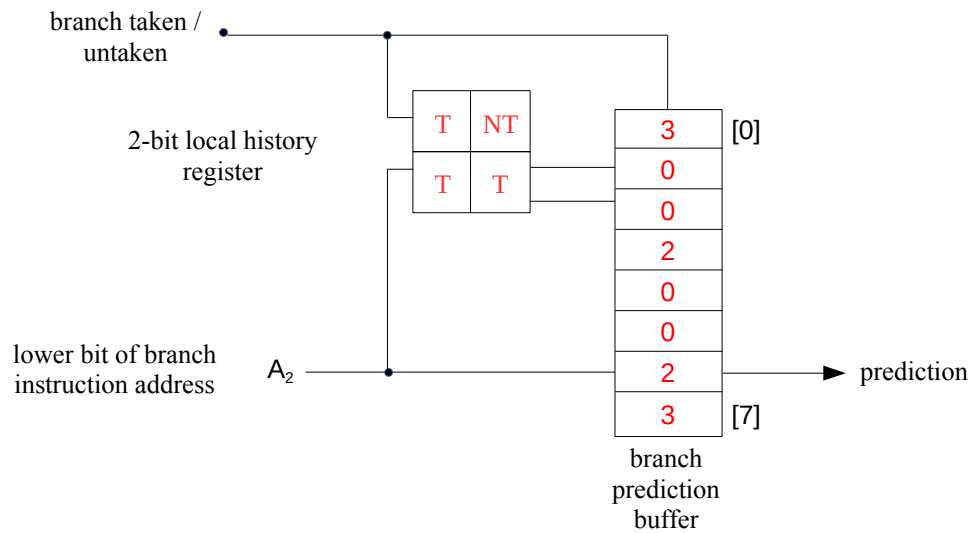 branch taken /
untaken
2-bit local history
register
T NT
T T
3 [0]
0
0
2
0
0
2
3 [7]
lower bit of branch
instruction address
A₂
prediction
branch
prediction
buffer